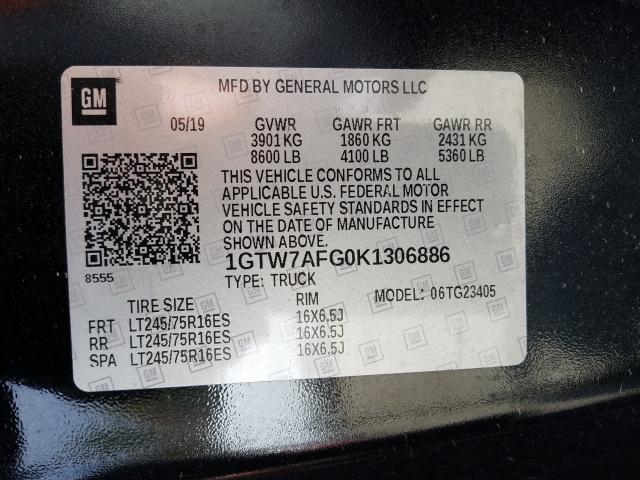 GM
MFD BY GENERAL MOTORS LLC
05/19 GVWR GAWR FRT GAWR RR
3901 KG 1860 KG 2431 KG
8600 LB 4100 LB 5360 LB
THIS VEHICLE CONFORMS TO ALL
APPLICABLE U.S. FEDERAL MOTOR
VEHICLE SAFETY STANDARDS IN EFFECT
ON THE DATE OF MANUFACTURE
SHOWN ABOVE.
8555
1GTW7AFG0K1306886
TYPE: TRUCK
MODEL: 06TG23405
TIRE SIZE RIM
FRT LT245/75R16ES 16X6.5J
RR LT245/75R16ES 16X6.5J
SPA LT245/75R16ES 16X6.5J